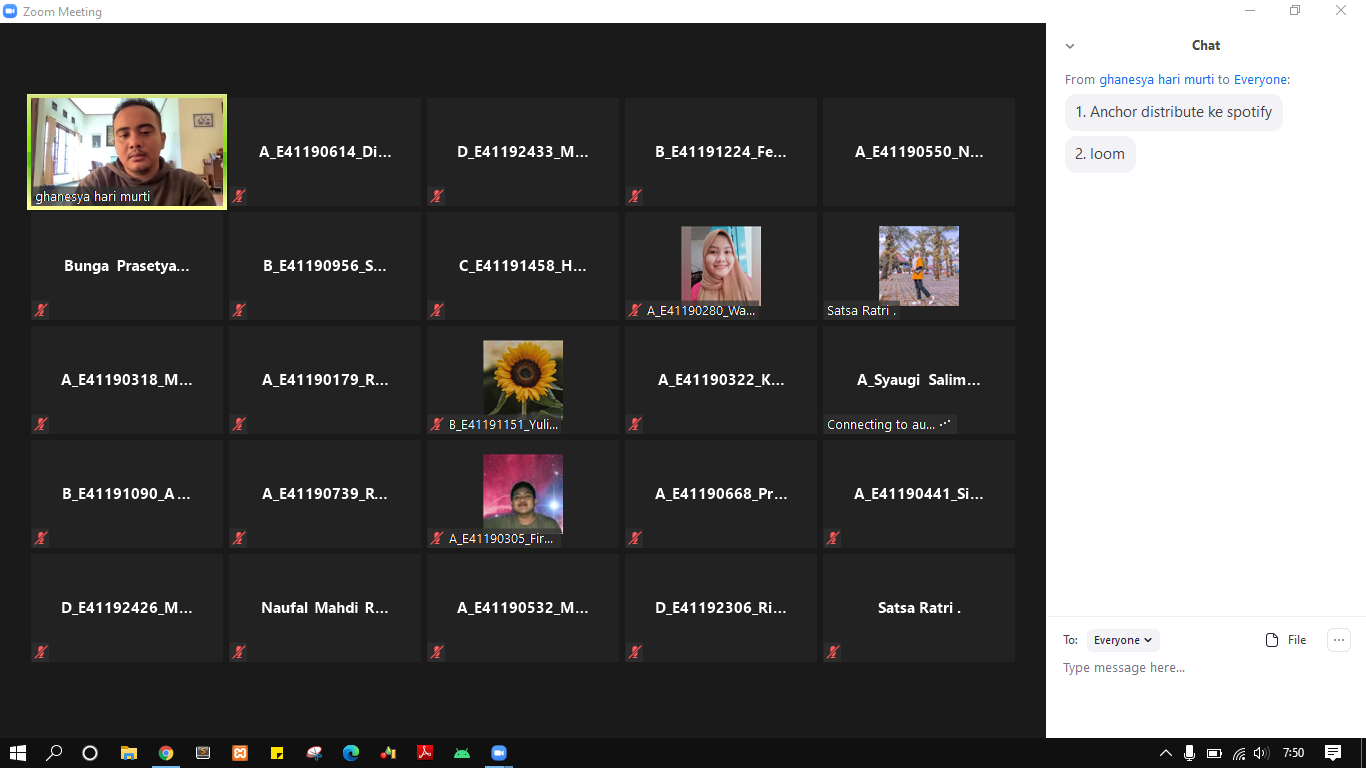 Zoom Meeting
ghanesya hari murti
A_E41190614_Di...
D_E41192433_M...
B_E41191224_Fe...
A_E41190550_N...
Bunga Prasetya...
B_E41190956_S...
C_E41191458_H...
A_E41190280_Wa...
Satsa Ratri .
A_E41190318_M...
A_E41190179_R...
B_E41191151_Yuli...
A_E41190322_K...
A_Syaugi Salim...
Connecting to au...
B_E41191090_A...
A_E41190739_R...
A_E41190305_Fir...
A_E41190668_Pr...
A_E41190441_Si...
D_E41192426_M...
Naufal Mahdi R...
A_E41190532_M...
D_E41192306_Ri...
Satsa Ratri .
Chat
From ghanesya hari murti to Everyone:
1. Anchor distribute ke spotify
2. loom
To: Everyone File
Type message here...
7:50